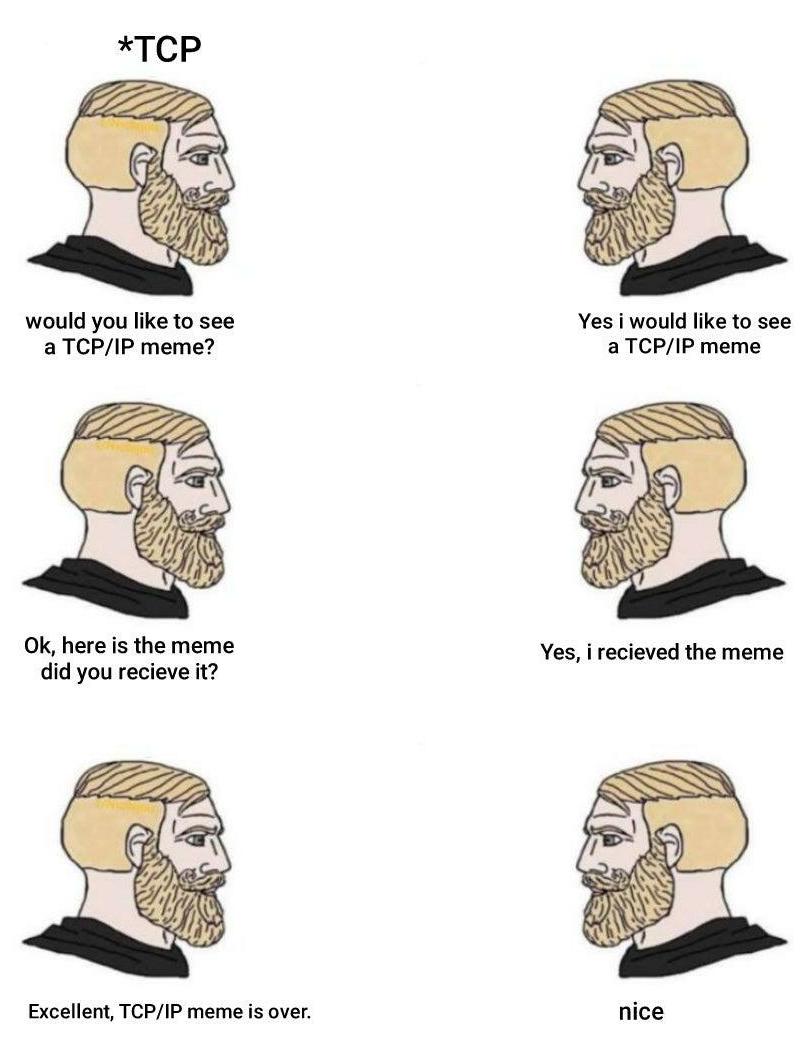 *TCP
would you like to see
a TCP/IP meme?
Yes i would like to see
a TCP/IP meme
Ok, here is the meme
did you recieve it?
Yes, i recieved the meme
Excellent, TCP/IP meme is over.
nice